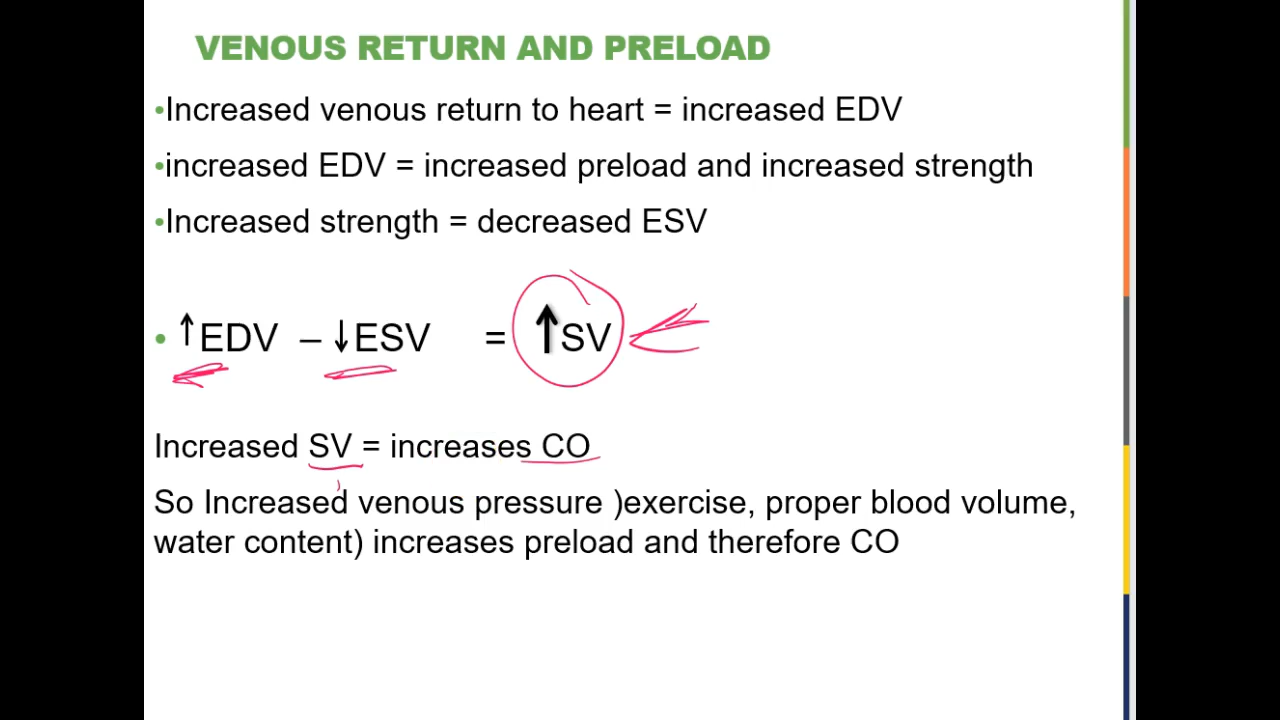 VENOUS RETURN AND PRELOAD
•Increased venous return to heart = increased EDV
•increased EDV = increased preload and increased strength
•Increased strength = decreased ESV
• ↑EDV – ↓ESV = ↑SV
Increased SV = increases CO
So Increased venous pressure )exercise, proper blood volume,
water content) increases preload and therefore CO